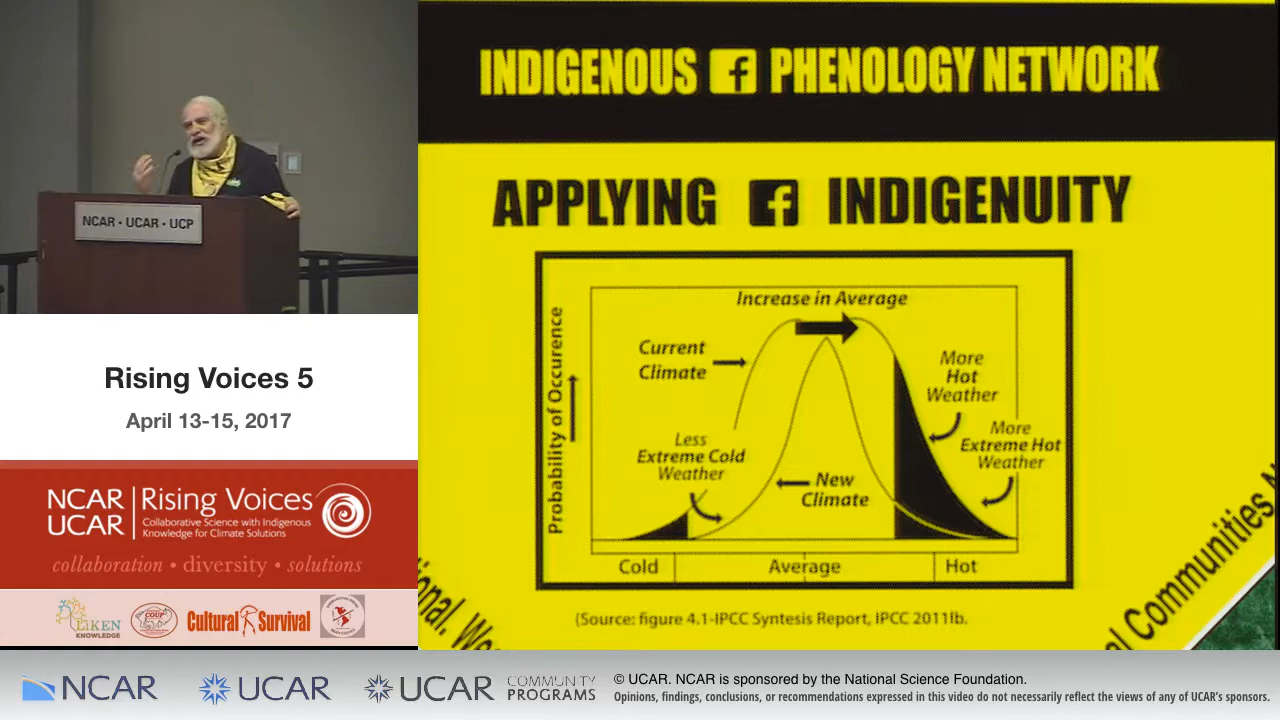 INDIGENOUS f PHENOLOGY NETWORK
APPLYING f INDIGENUITY
Increase in Average
Probability of Occurence
Current
Climate
More
Hot
Weather
More
Extreme Hot
Weather
Less
Extreme Cold
Weather
New
Climate
Cold
Average
Hot
(Source: figure 4.1-IPCC Syntesis Report, IPCC 2011lb.
al Communities
NCAR • UCAR • UCP
Rising Voices 5
April 13-15, 2017
NCAR
UCAR
Rising Voices
Collaborative Science with Indigenous
Knowledge for Climate Solutions
collaboration • diversity • solutions
LiKEN
KNOWLEDGE
COUP
Cultural Survival
NCAR
UCAR
UCAR
COMMUNITY
PROGRAMS
© UCAR. NCAR is sponsored by the National Science Foundation.
Opinions, findings, conclusions, or recommendations expressed in this video do not necessarily reflect the views of any of UCAR's sponsors.